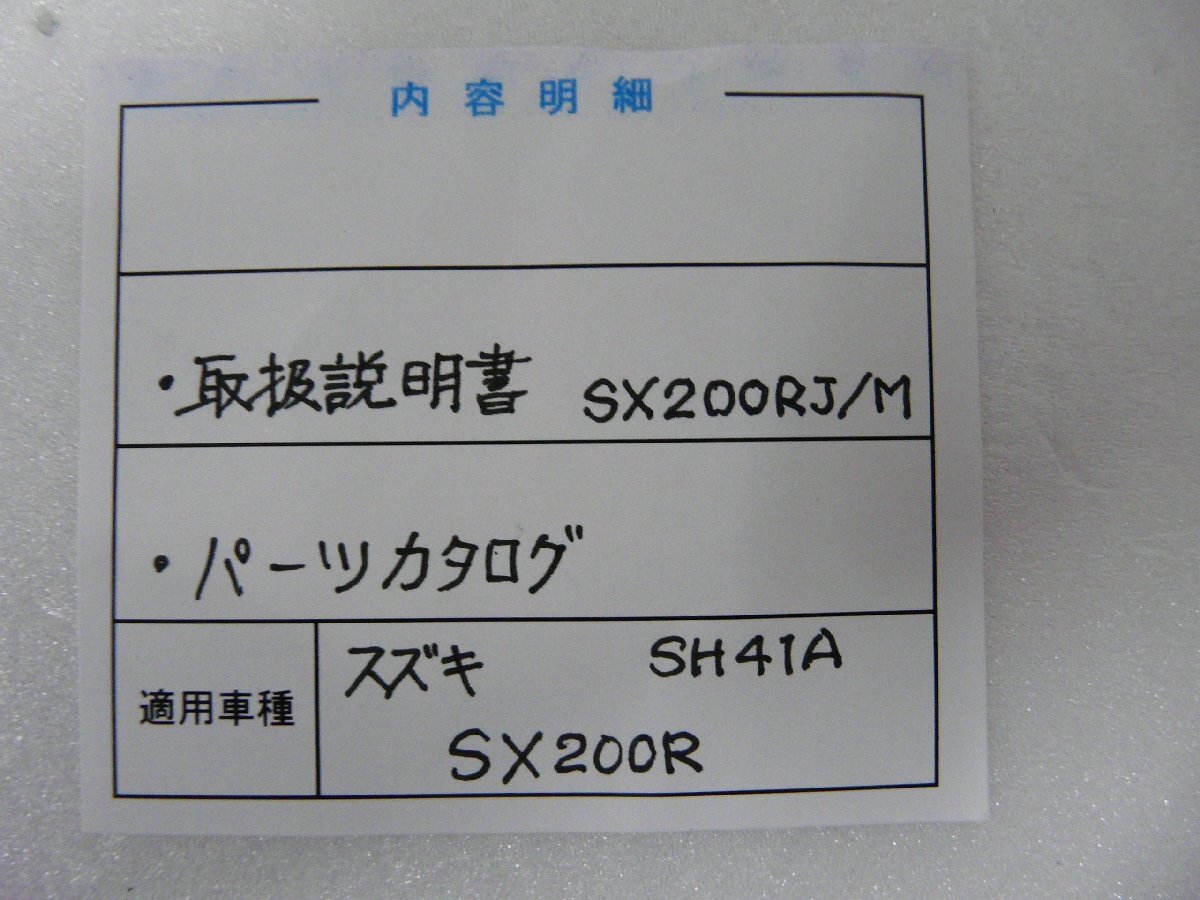 内容明細
・取扱説明書 SX200RJ/M
・パーツカタログ
適用車種
スズキ SH41A
SX200R